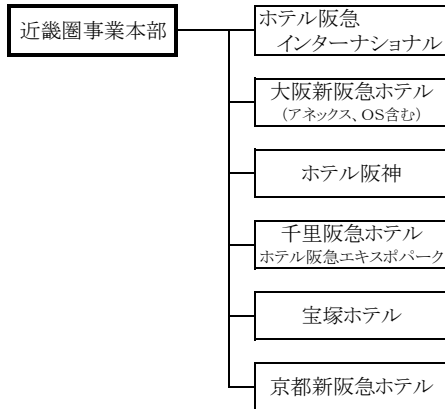 近畿圏事業本部
ホテル阪急
インターナショナル
大阪新阪急ホテル
(アネックス、OS含む)
ホテル阪神
千里阪急ホテル
ホテル阪急エキスポパーク
宝塚ホテル
京都新阪急ホテル